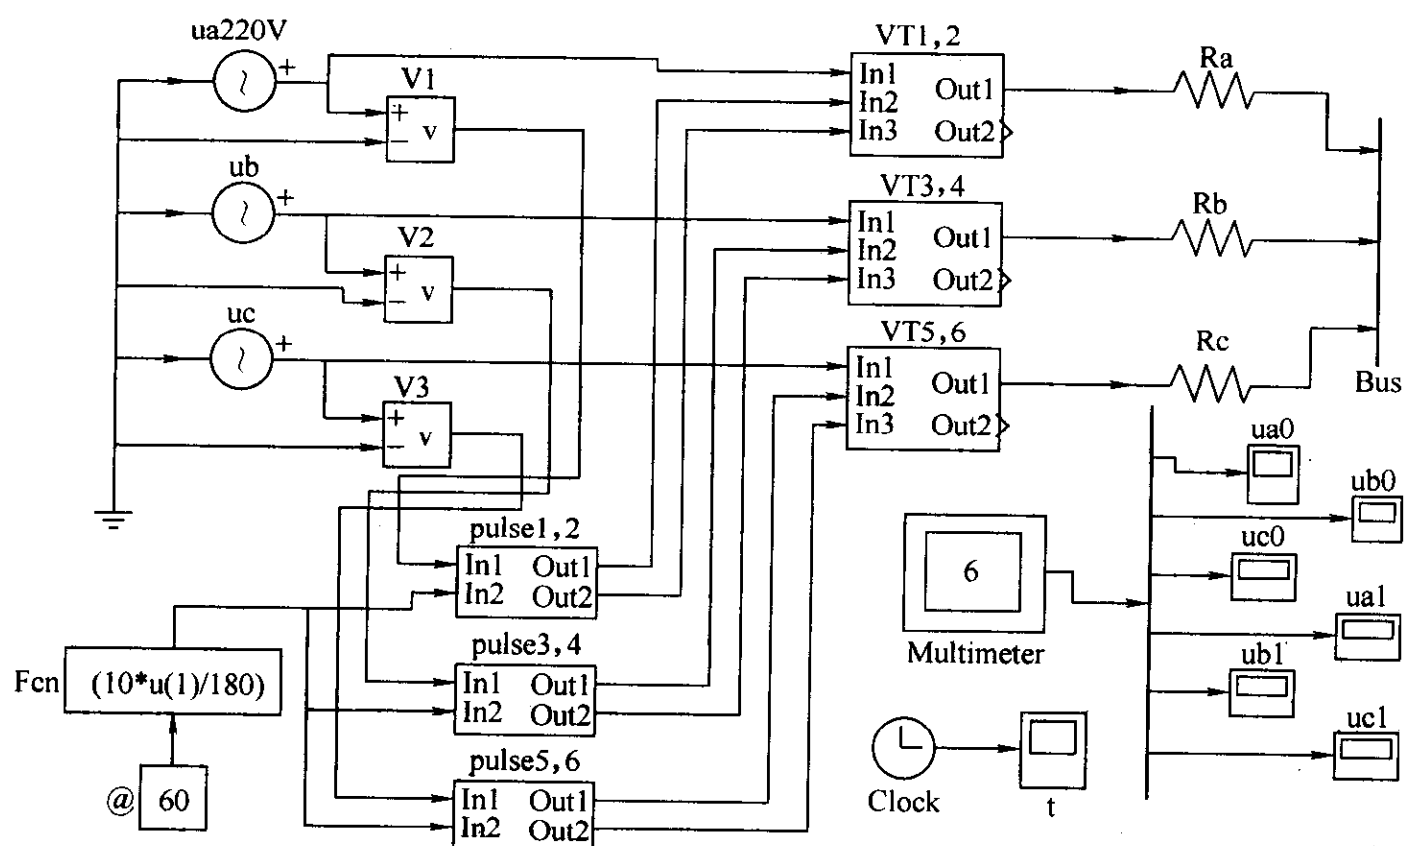 ua220V
+
V1
+
v
−
ub
+
V2
+
v
−
uc
+
V3
+
v
−
VT1,2
In1
In2
In3
Out1
Out2
Ra
VT3,4
In1
In2
In3
Out1
Out2
Rb
VT5,6
In1
In2
In3
Out1
Out2
Rc
Bus
pulse1,2
In1
In2
Out1
Out2
pulse3,4
In1
In2
Out1
Out2
pulse5,6
In1
In2
Out1
Out2
Fcn
(10*u(1)/180)
@
60
6
Multimeter
Clock
t
ua0
ub0
uc0
ua1
ub1
uc1